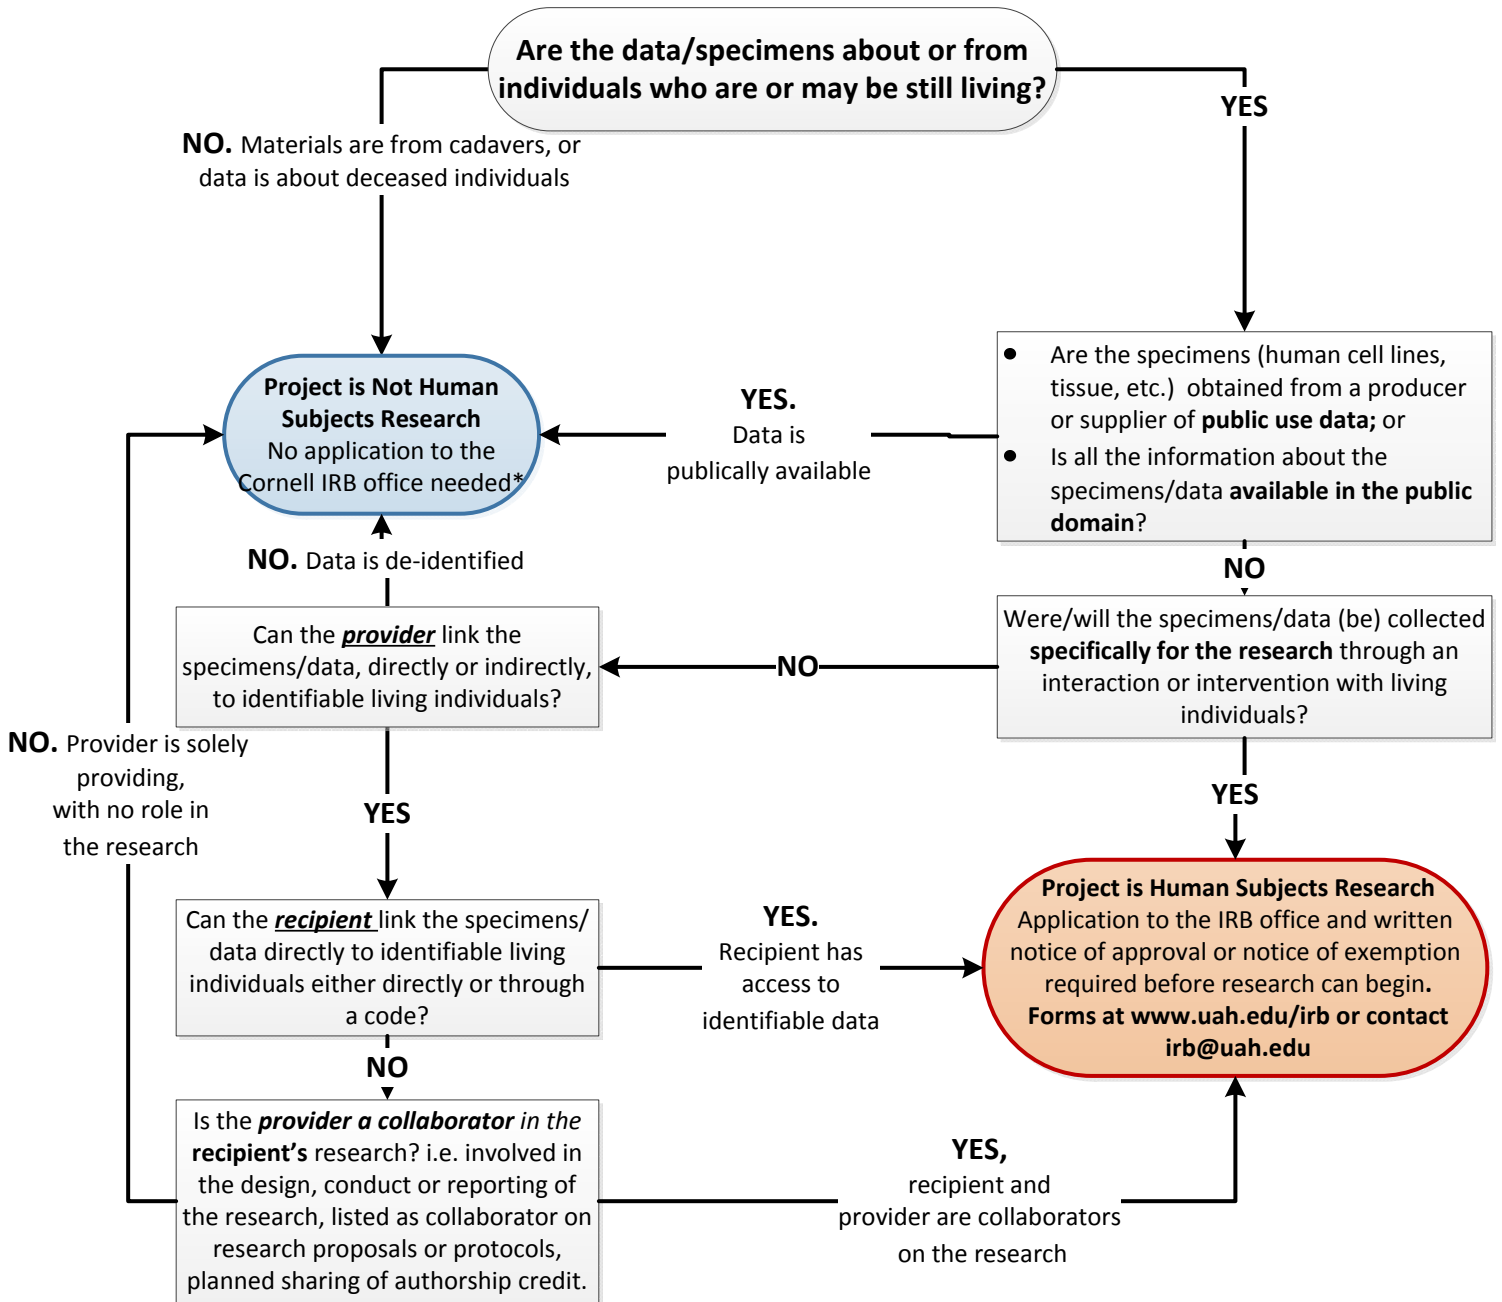 Are the data/specimens about or from
individuals who are or may be still living?
YES
NO. Materials are from cadavers, or
data is about deceased individuals
Project is Not Human
Subjects Research
No application to the
Cornell IRB office needed*
YES.
Data is
publically available
● Are the specimens (human cell lines,
tissue, etc.) obtained from a producer
or supplier of public use data; or
● Is all the information about the
specimens/data available in the public
domain?
NO
NO. Data is de-identified
Can the provider link the
specimens/data, directly or indirectly,
to identifiable living individuals?
NO
Were/will the specimens/data (be) collected
specifically for the research through an
interaction or intervention with living
individuals?
NO. Provider is solely
providing,
with no role in
the research
YES
YES
Can the recipient link the specimens/
data directly to identifiable living
individuals either directly or through
a code?
YES.
Recipient has
access to
identifiable data
Project is Human Subjects Research
Application to the IRB office and written
notice of approval or notice of exemption
required before research can begin.
Forms at www.uah.edu/irb or contact
irb@uah.edu
NO
Is the provider a collaborator in the
recipient's research? i.e. involved in
the design, conduct or reporting of
the research, listed as collaborator on
research proposals or protocols,
planned sharing of authorship credit.
YES,
recipient and
provider are collaborators
on the research